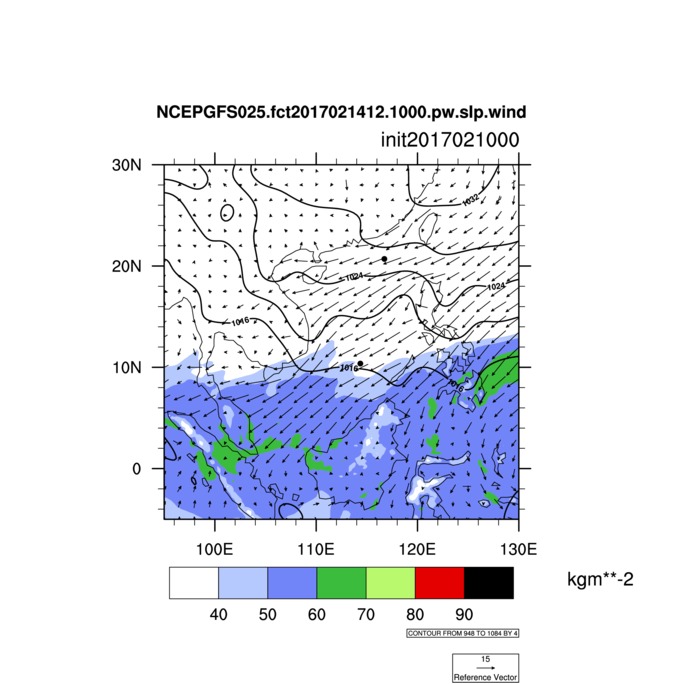 NCEPGFS025.fct2017021412.1000.pw.slp.wind
init2017021000
30N
1032
20N
1024
1024
1016
10N
1016
1016
0
100E 110E 120E 130E
kgm**-2
40 50 60 70 80 90
CONTOUR FROM 948 TO 1084 BY 4
15
Reference Vector